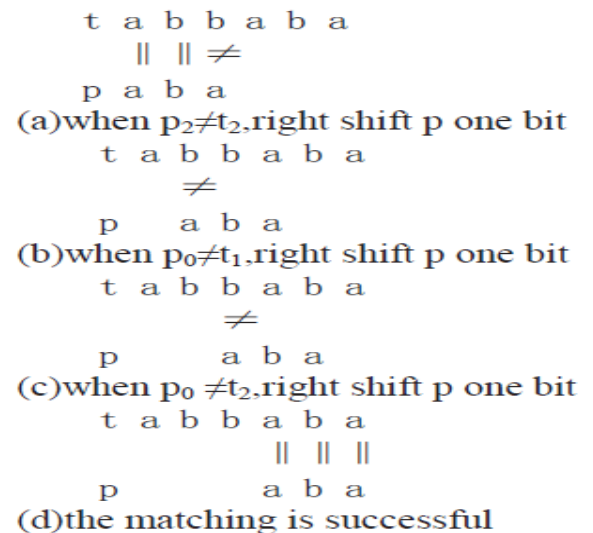 t a b b a b a
|| || ≠
p a b a
(a)when p₂≠t₂,right shift p one bit
t a b b a b a
≠
p a b a
(b)when p₀≠t₁,right shift p one bit
t a b b a b a
≠
p a b a
(c)when p₀ ≠t₂,right shift p one bit
t a b b a b a
|| || ||
p a b a
(d)the matching is successful